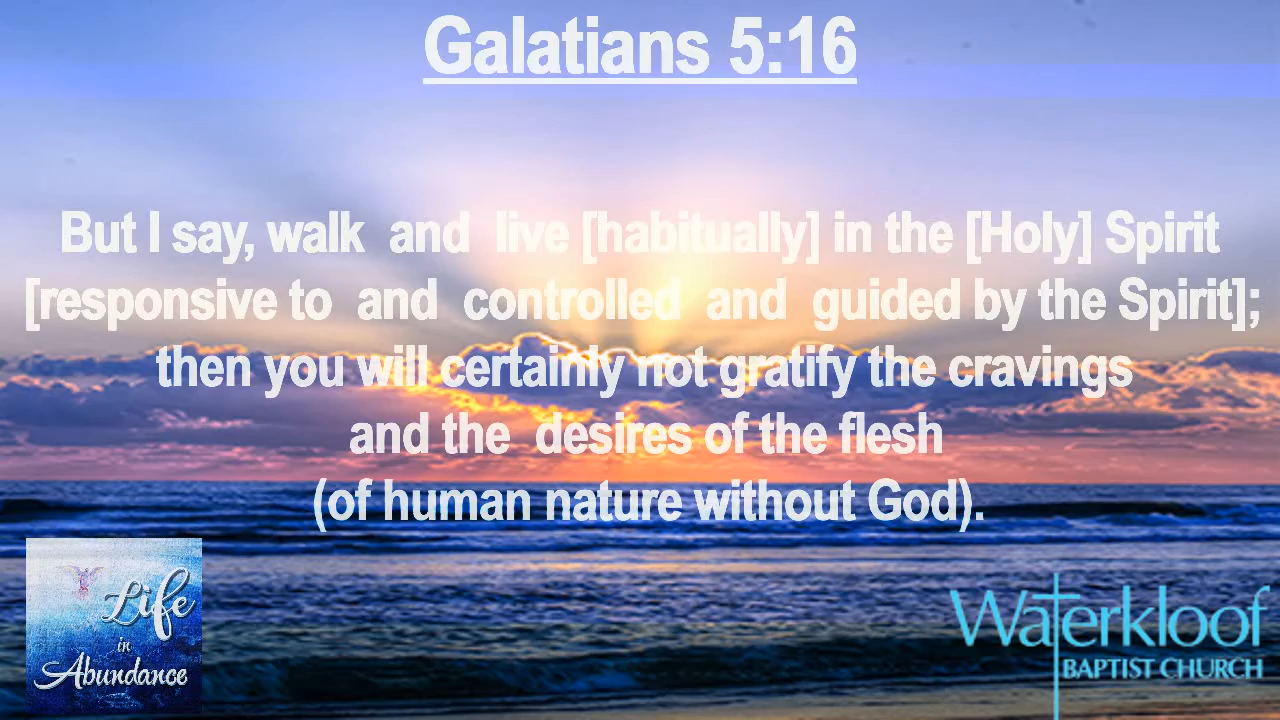 Galatians 5:16
But I say, walk and live [habitually] in the [Holy] Spirit
[responsive to and controlled and guided by the Spirit];
then you will certainly not gratify the cravings
and the desires of the flesh
(of human nature without God).
Life
in
Abundance
Waterkloof
BAPTIST CHURCH